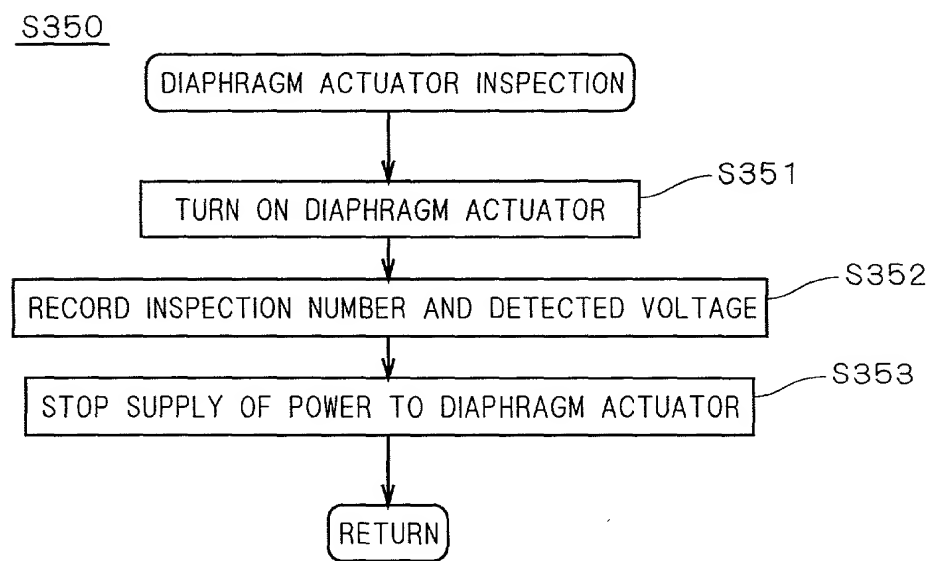 S350
DIAPHRAGM ACTUATOR INSPECTION
S351
TURN ON DIAPHRAGM ACTUATOR
S352
RECORD INSPECTION NUMBER AND DETECTED VOLTAGE
S353
STOP SUPPLY OF POWER TO DIAPHRAGM ACTUATOR
RETURN